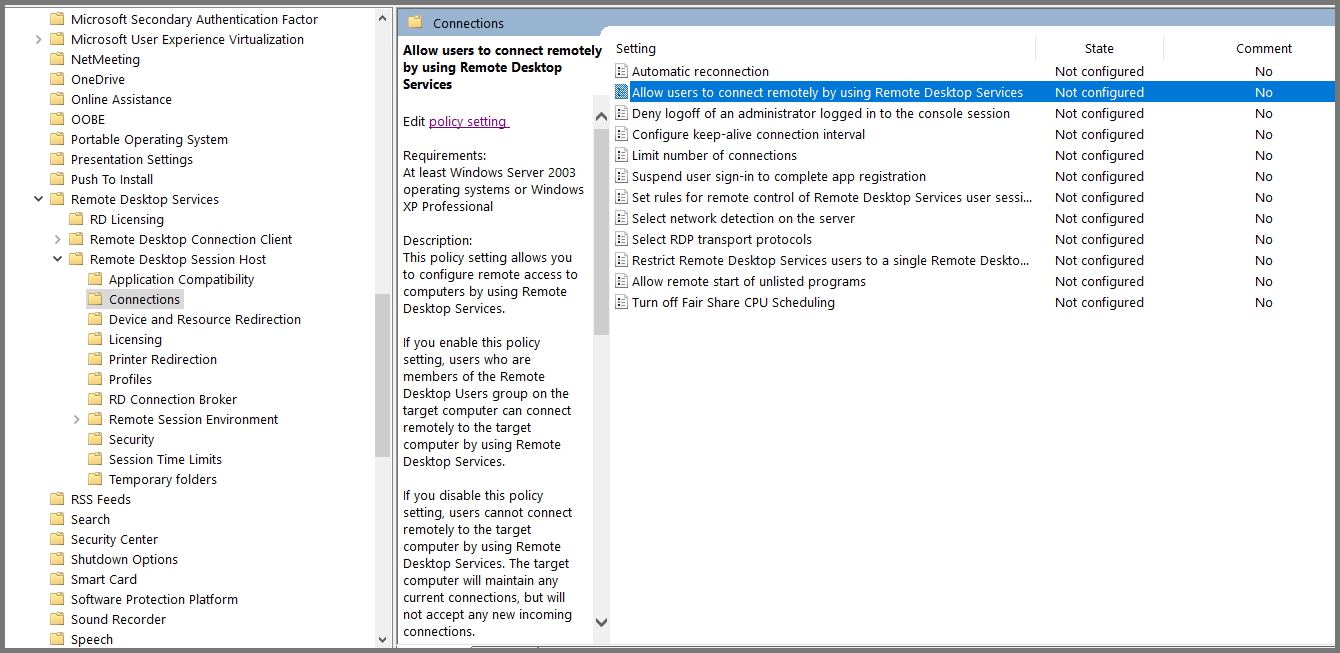 Microsoft Secondary Authentication Factor
Microsoft User Experience Virtualization
NetMeeting
OneDrive
Online Assistance
OOBE
Portable Operating System
Presentation Settings
Push To Install
Remote Desktop Services
RD Licensing
Remote Desktop Connection Client
Remote Desktop Session Host
Application Compatibility
Connections
Device and Resource Redirection
Licensing
Printer Redirection
Profiles
RD Connection Broker
Remote Session Environment
Security
Session Time Limits
Temporary folders
RSS Feeds
Search
Security Center
Shutdown Options
Smart Card
Software Protection Platform
Sound Recorder
Speech
Connections
Allow users to connect remotely
by using Remote Desktop
Services
Edit policy setting
Requirements:
At least Windows Server 2003
operating systems or Windows
XP Professional
Description:
This policy setting allows you
to configure remote access to
computers by using Remote
Desktop Services.
If you enable this policy
setting, users who are
members of the Remote
Desktop Users group on the
target computer can connect
remotely to the target
computer by using Remote
Desktop Services.
If you disable this policy
setting, users cannot connect
remotely to the target
computer by using Remote
Desktop Services. The target
computer will maintain any
current connections, but will
not accept any new incoming
connections.
Setting State Comment
Automatic reconnection Not configured No
Allow users to connect remotely by using Remote Desktop Services Not configured No
Deny logoff of an administrator logged in to the console session Not configured No
Configure keep-alive connection interval Not configured No
Limit number of connections Not configured No
Suspend user sign-in to complete app registration Not configured No
Set rules for remote control of Remote Desktop Services user sessi... Not configured No
Select network detection on the server Not configured No
Select RDP transport protocols Not configured No
Restrict Remote Desktop Services users to a single Remote Deskto... Not configured No
Allow remote start of unlisted programs Not configured No
Turn off Fair Share CPU Scheduling Not configured No